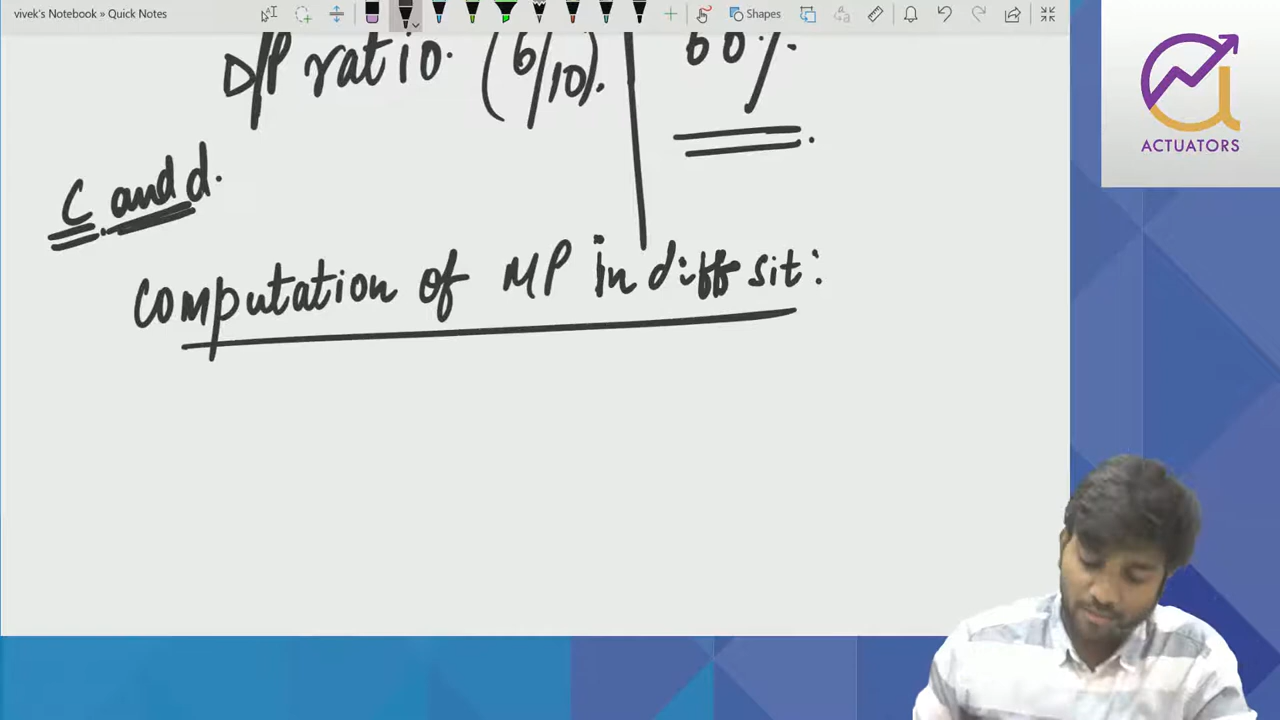 vivek's Notebook » Quick Notes
Shapes
D/P ratio. (6/10). 60%.
C and d.
Computation of MP in diff sit:
ACTUATORS